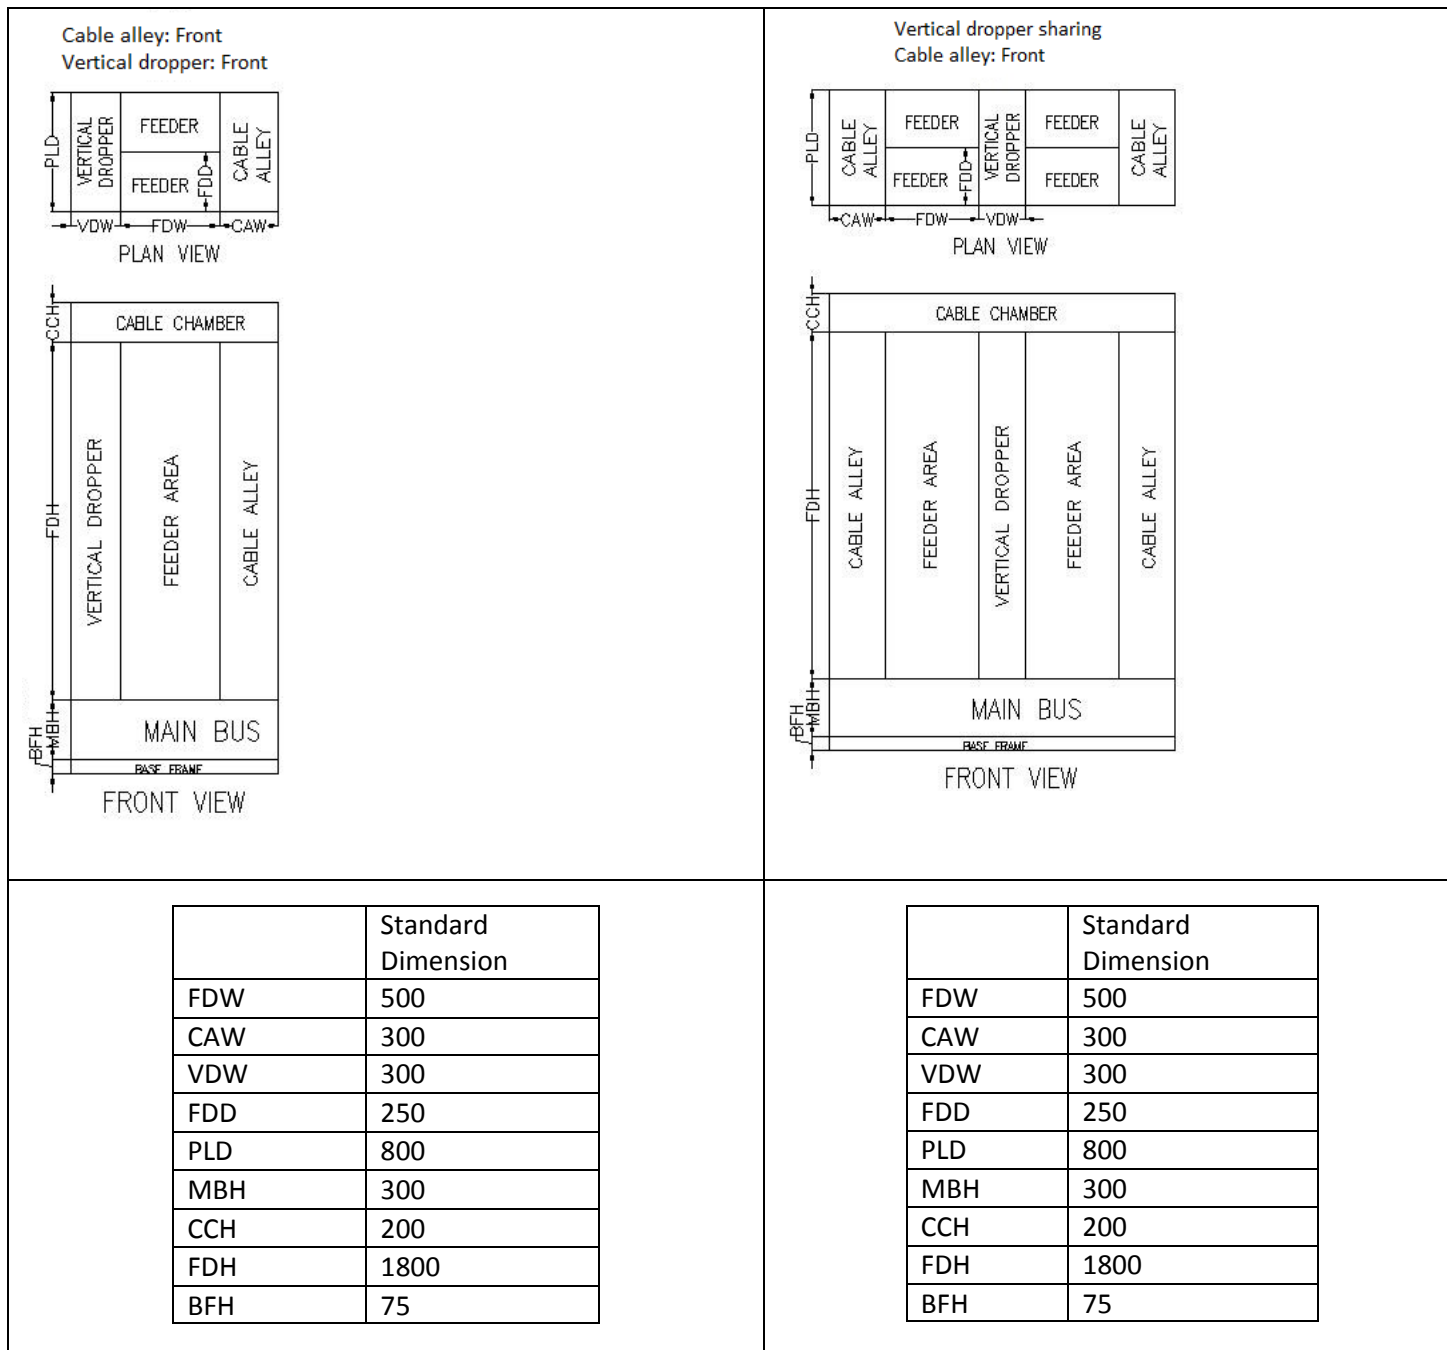 Cable alley: Front
Vertical dropper: Front
PLD
VERTICAL
DROPPER
FEEDER
FEEDER
FDD
CABLE
ALLEY
VDW
FDW
CAW
PLAN VIEW
CCH
CABLE CHAMBER
FDH
VERTICAL DROPPER
FEEDER AREA
CABLE ALLEY
BFH
MBH
MAIN BUS
BASE FRAME
FRONT VIEW
Vertical dropper sharing
Cable alley: Front
PLD
CABLE
ALLEY
FEEDER
FEEDER
FDD
VERTICAL
DROPPER
FEEDER
FEEDER
CABLE
ALLEY
CAW
FDW
VDW
PLAN VIEW
CCH
CABLE CHAMBER
FDH
CABLE ALLEY
FEEDER AREA
VERTICAL DROPPER
FEEDER AREA
CABLE ALLEY
BFH
MBH
MAIN BUS
BASE FRAME
FRONT VIEW
Standard
Dimension
FDW 500
CAW 300
VDW 300
FDD 250
PLD 800
MBH 300
CCH 200
FDH 1800
BFH 75
Standard
Dimension
FDW 500
CAW 300
VDW 300
FDD 250
PLD 800
MBH 300
CCH 200
FDH 1800
BFH 75